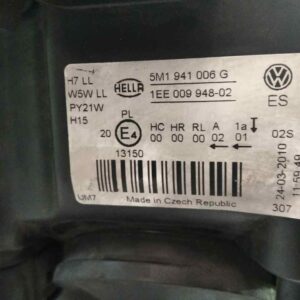 H7 LL
W5W LL
PY21W
H15
HELLA
5M1 941 006 G
1EE 009 948-02
ES
PL
20 E4
13150
HC HR RL A 1a
00 00 00 02 01
02S
24-03-2010
11:59:49
307
UM7
Made in Czech Republic